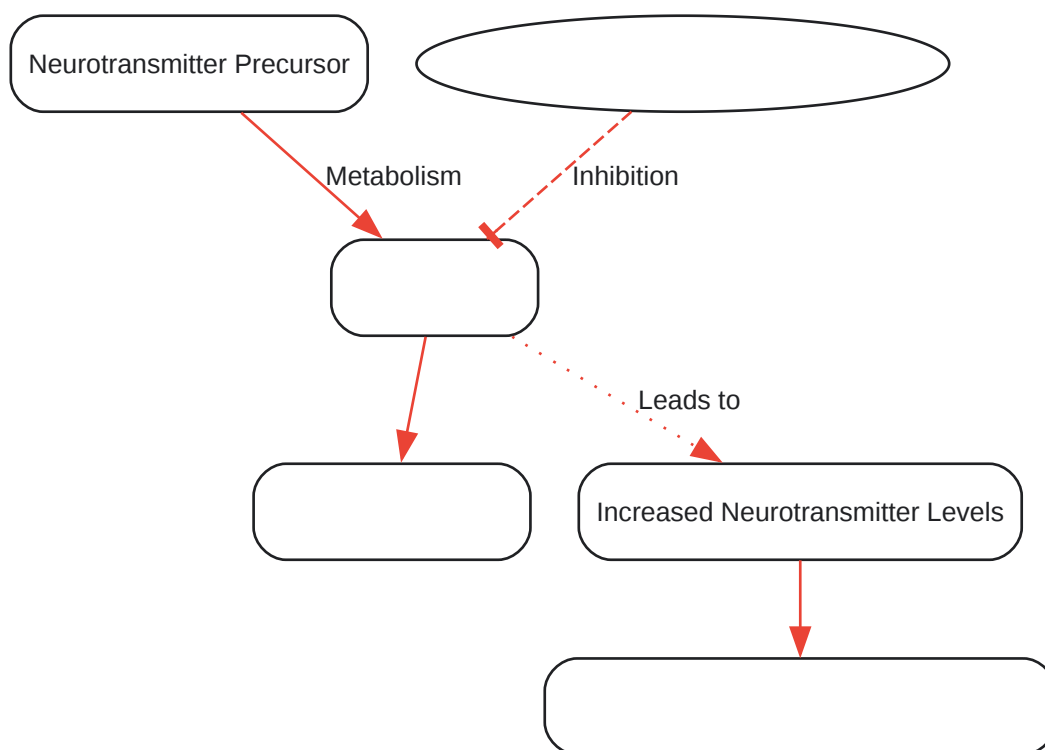 Neurotransmitter Precursor
Metabolism
Inhibition
Leads to
Increased Neurotransmitter Levels